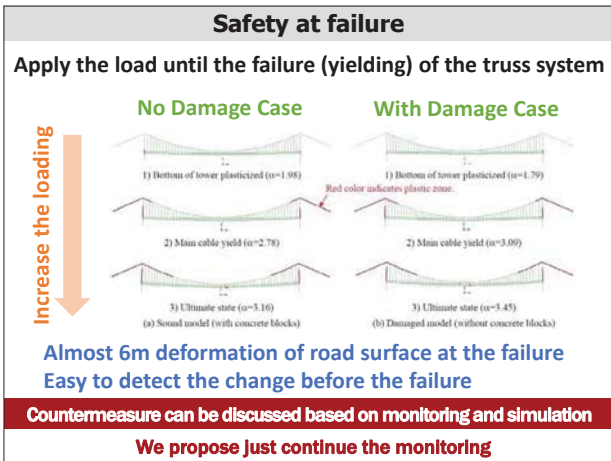 Safety at failure
Apply the load until the failure (yielding) of the truss system
No Damage Case
With Damage Case
Increase the loading
1) Bottom of tower plasticized (α=1.98)
1) Bottom of tower plasticized (α=1.79)
Red color indicates plastic zone.
2) Main cable yield (α=2.78)
2) Main cable yield (α=3.09)
3) Ultimate state (α=3.16)
3) Ultimate state (α=3.45)
(a) Sound model (with concrete blocks)
(b) Damaged model (without concrete blocks)
Almost 6m deformation of road surface at the failure
Easy to detect the change before the failure
Countermeasure can be discussed based on monitoring and simulation
We propose just continue the monitoring